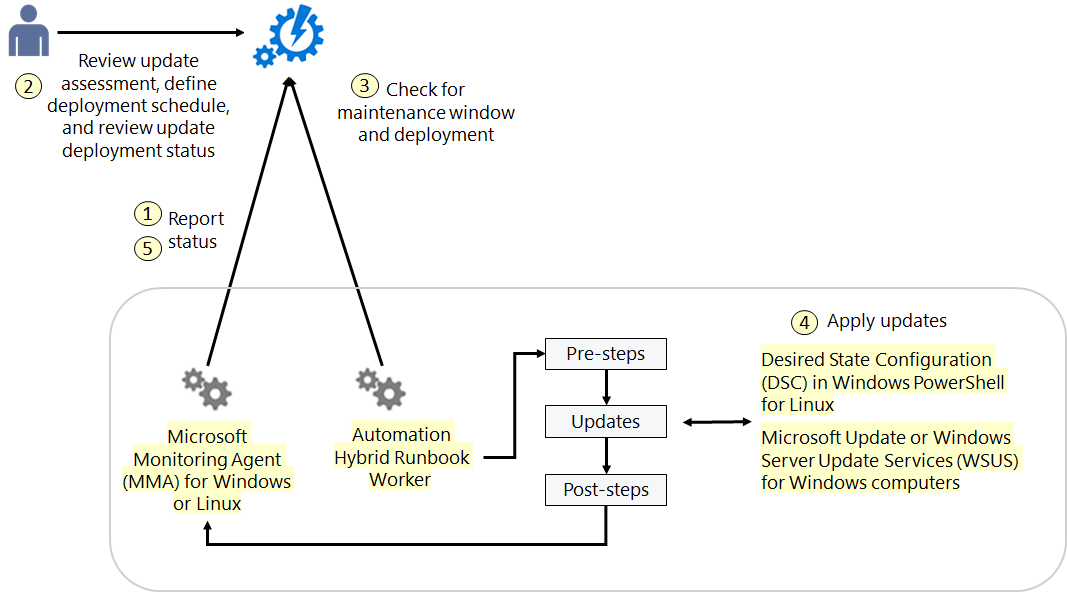 2
Review update
assessment, define
deployment schedule,
and review update
deployment status
3
Check for
maintenance window
and deployment
1
5
Report
status
Microsoft
Monitoring Agent
(MMA) for Windows
or Linux
Automation
Hybrid Runbook
Worker
Pre-steps
Updates
Post-steps
4
Apply updates
Desired State Configuration
(DSC) in Windows PowerShell
for Linux
Microsoft Update or Windows
Server Update Services (WSUS)
for Windows computers